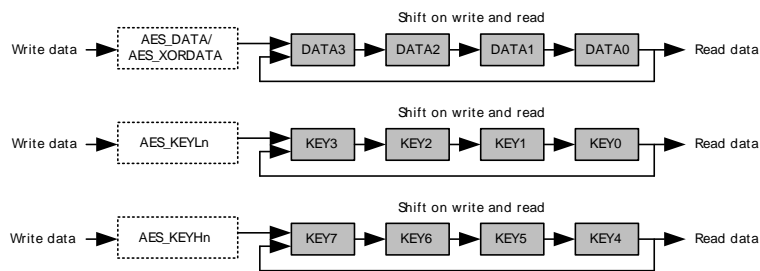 Shift on write and read
Write data AES_DATA/ AES_XORDATA DATA3 DATA2 DATA1 DATA0 Read data
Shift on write and read
Write data AES_KEYLn KEY3 KEY2 KEY1 KEY0 Read data
Shift on write and read
Write data AES_KEYHn KEY7 KEY6 KEY5 KEY4 Read data